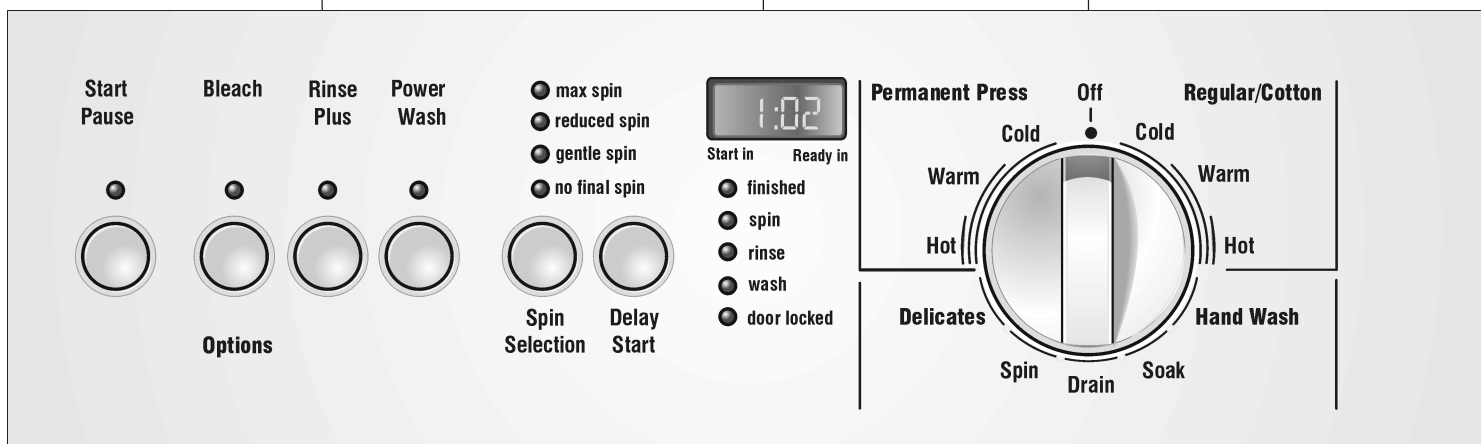 Start
Pause
Bleach
Rinse
Plus
Power
Wash
Options
max spin
reduced spin
gentle spin
no final spin
Spin
Selection
Delay
Start
1:02
Start in
Ready in
finished
spin
rinse
wash
door locked
Permanent Press
Off
Regular/Cotton
Cold
Cold
Warm
Warm
Hot
Hot
Delicates
Hand Wash
Spin
Drain
Soak